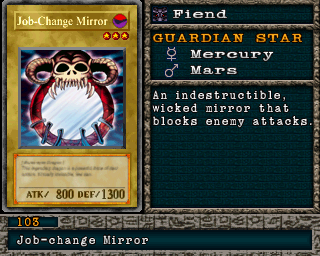 Job-Change Mirror
ATK/ 800 DEF/1300
Fiend
GUARDIAN STAR
Mercury
Mars
An indestructible,
wicked mirror that
blocks enemy attacks.
103
Job-change Mirror